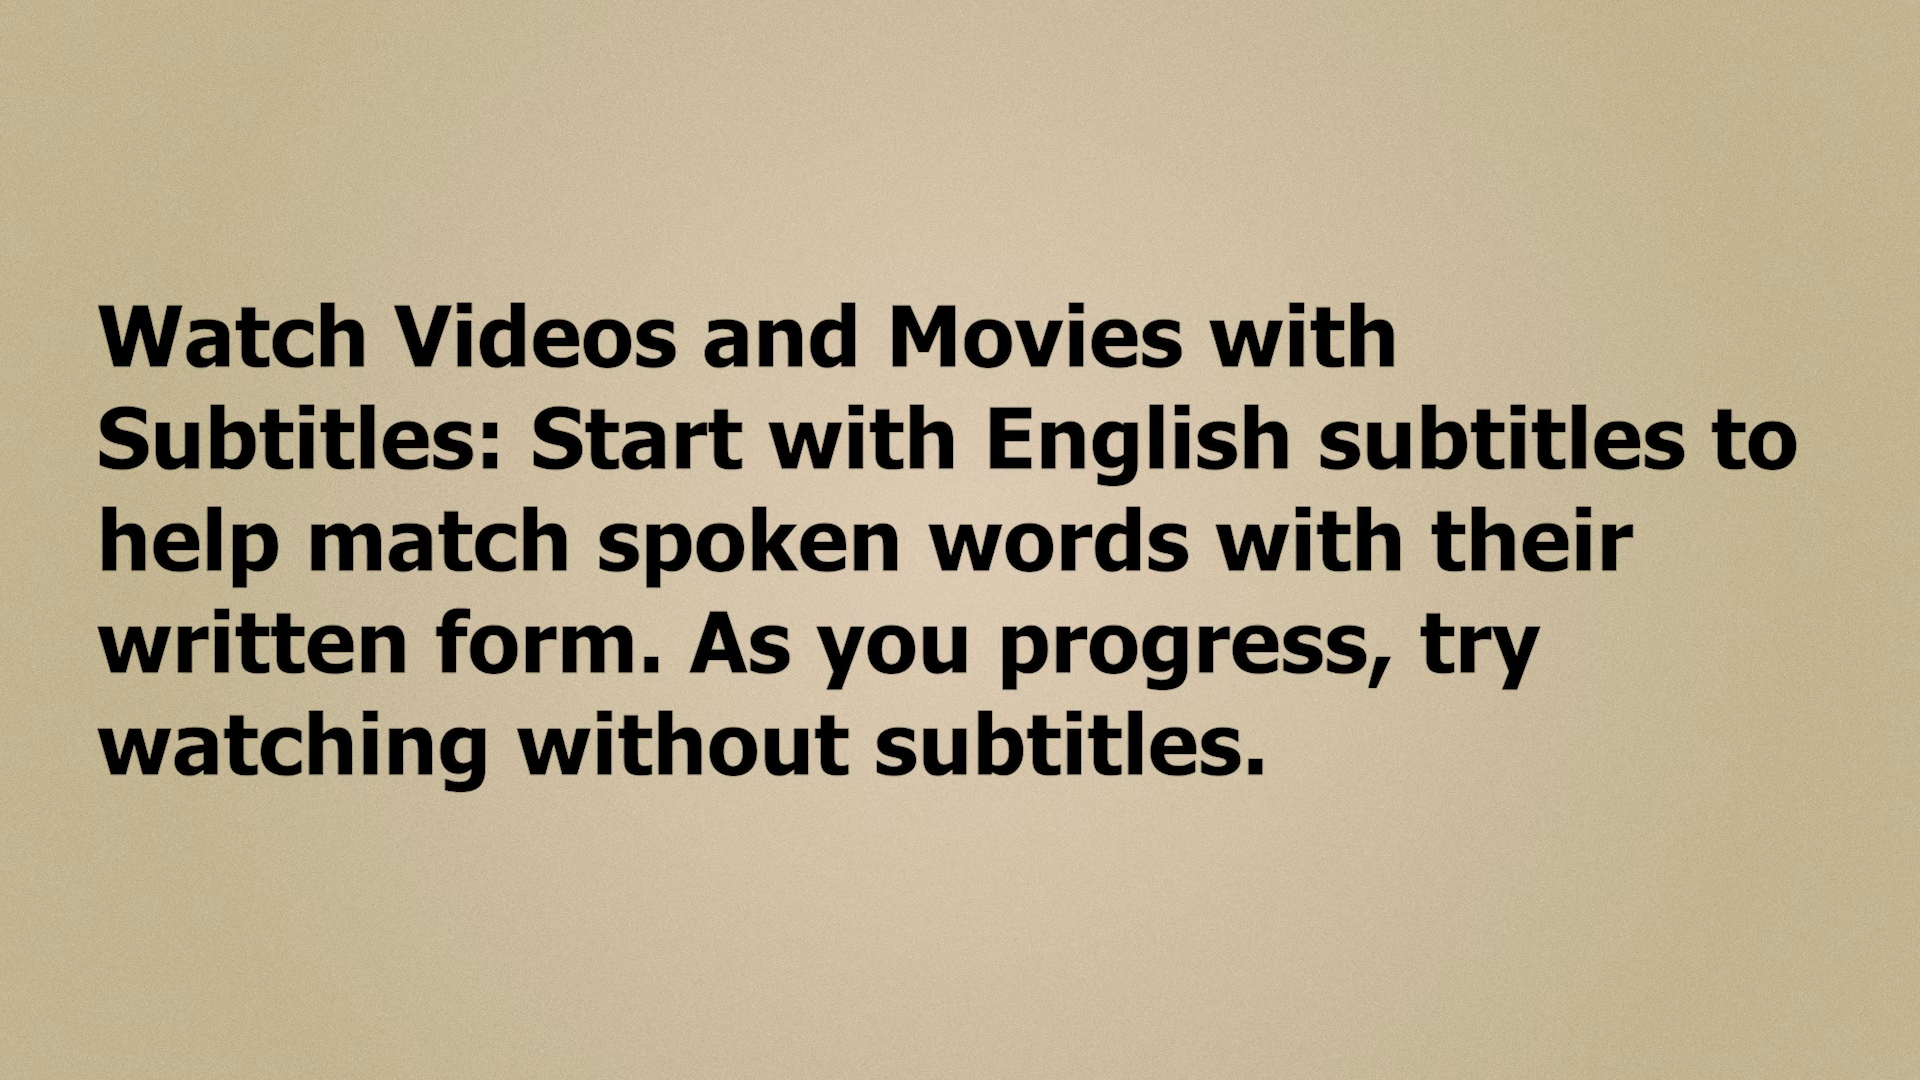 Watch Videos and Movies with
Subtitles: Start with English subtitles to
help match spoken words with their
written form. As you progress, try
watching without subtitles.